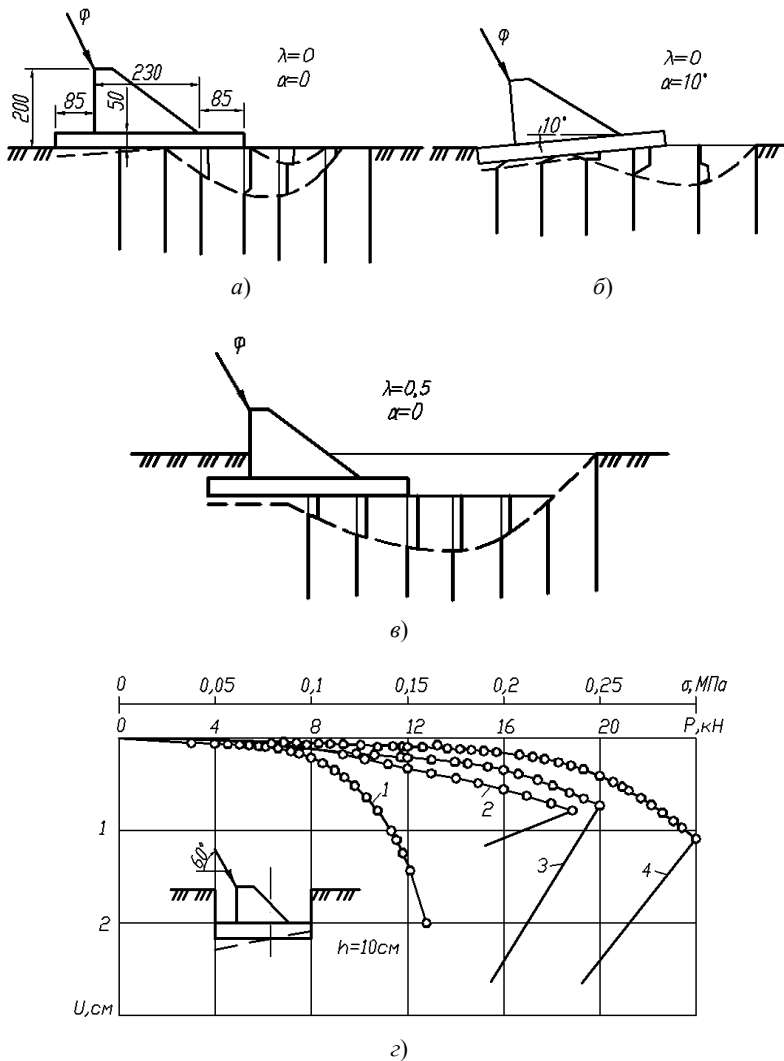 φ
λ=0
α=0
230
200
85
50
85
а)
φ
λ=0
α=10°
10°
б)
φ
λ=0,5
α=0
в)
0 0,05 0,1 0,15 0,2 0,25 σ,МПа
0 4 8 12 16 20 Р,кН
1
2
1
3
4
60°
2
h=10см
U,см
г)